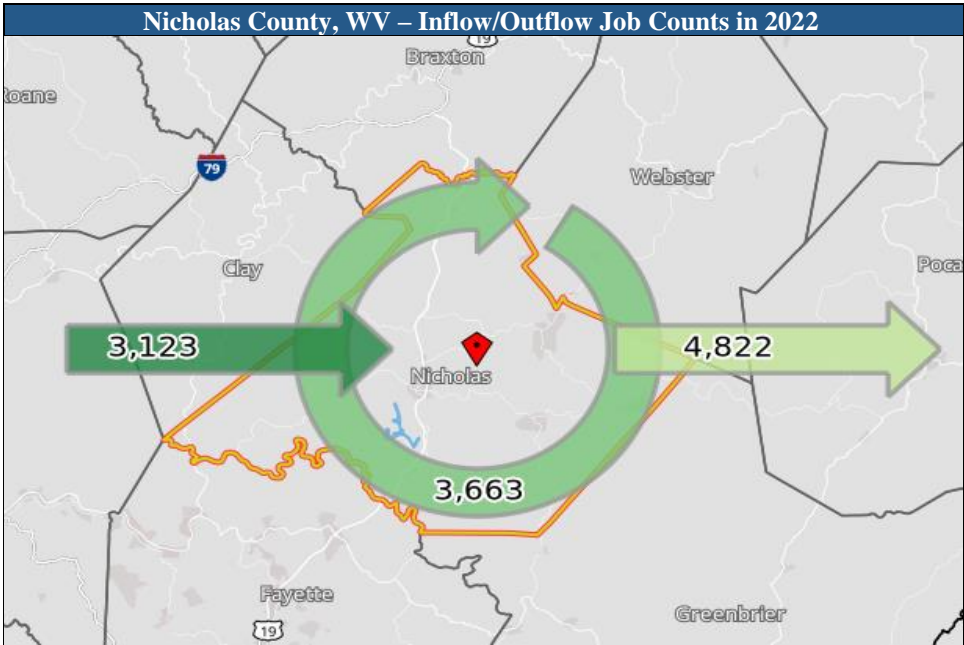 Nicholas County, WV – Inflow/Outflow Job Counts in 2022
19
Braxton
Roane
79
Webster
Clay
Poca
3,123
4,822
Nicholas
3,663
Fayette
Greenbrier
19